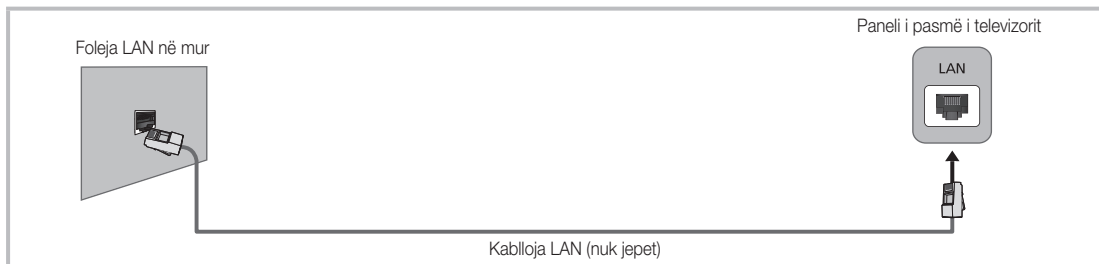 Paneli i pasmë i televizorit
Foleja LAN në mur
LAN
Kablloja LAN (nuk jepet)